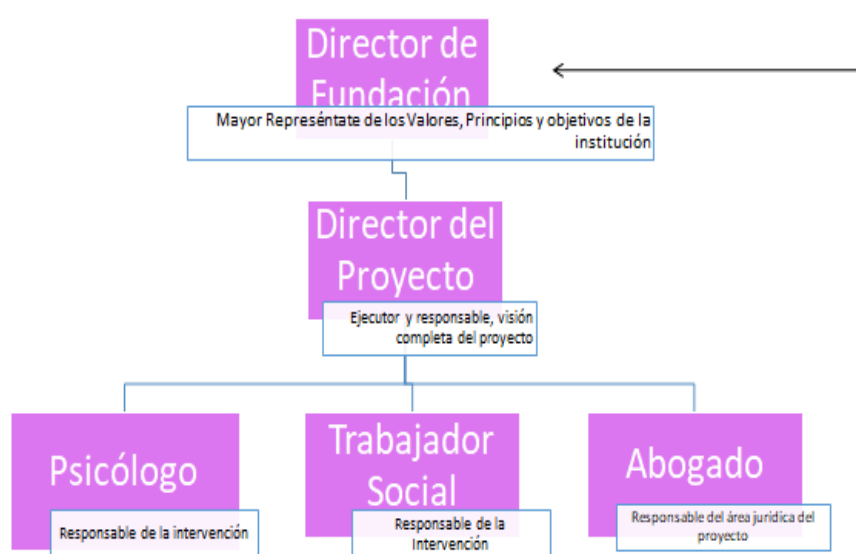 Director de
Fundación
Mayor Represéntate de los Valores, Principios y objetivos de la
institución
Director del
Proyecto
Ejecutor y responsable, visión
completa del proyecto
Psicólogo
Responsable de la intervención
Trabajador
Social
Responsable de la
Intervención
Abogado
Responsable del área jurídica del
proyecto